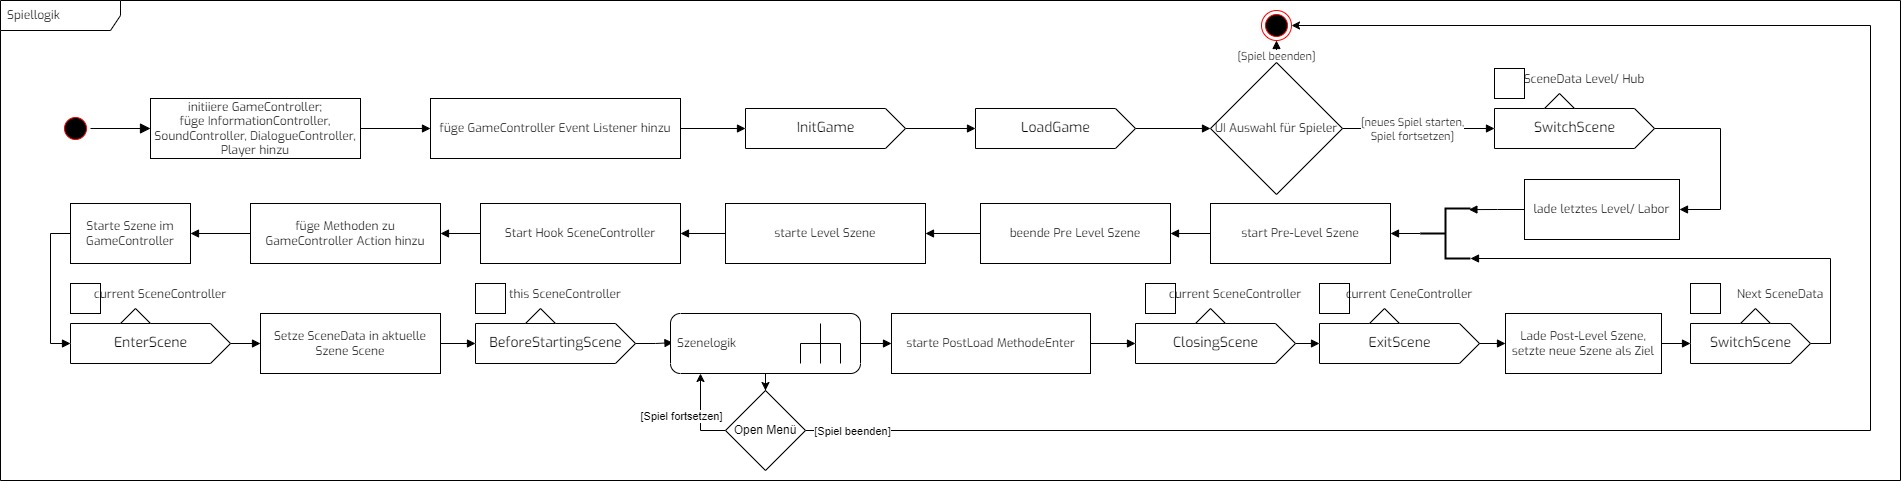 Spiellogik
initiiere GameController;
füge InformationController,
SoundController, DialogueController,
Player hinzu
füge GameController Event Listener hinzu
InitGame
LoadGame
[Spiel beenden]
UI Auswahl für Spieler
[neues Spiel starten,
Spiel fortsetzen]
SceneData Level/ Hub
SwitchScene
lade letztes Level/ Labor
start Pre-Level Szene
beende Pre Level Szene
starte Level Szene
Start Hook SceneController
füge Methoden zu
GameController Action hinzu
Starte Szene im
GameController
current SceneController
EnterScene
Setze SceneData in aktuelle
Szene Scene
this SceneController
BeforeStartingScene
Szenelogik
[Spiel fortsetzen]
Open Menü
[Spiel beenden]
starte PostLoad MethodeEnter
current SceneController
ClosingScene
current CeneController
ExitScene
Lade Post-Level Szene,
setzte neue Szene als Ziel
Next SceneData
SwitchScene